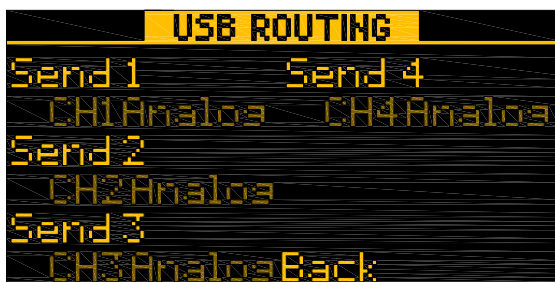 USB ROUTING
Send 1
CH1Analog
Send 2
CH2Analog
Send 3
CH3Analog
Send 4
CH4Analog
Back